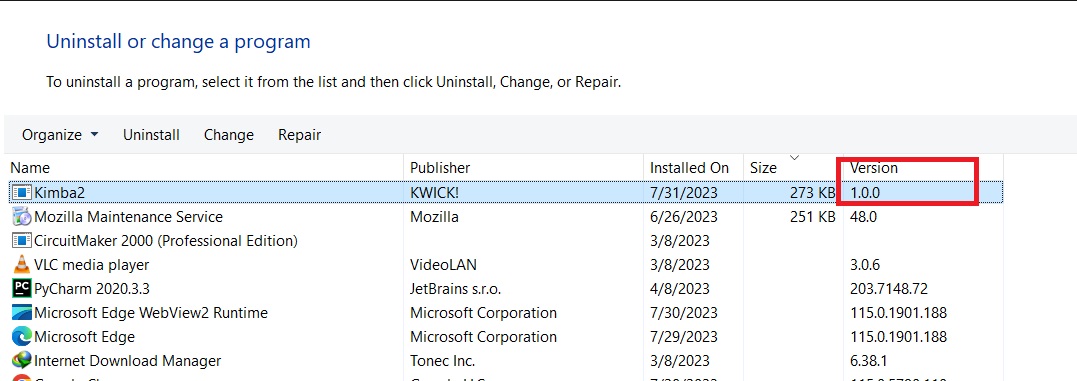 Uninstall or change a program
To uninstall a program, select it from the list and then click Uninstall, Change, or Repair.
Organize Uninstall Change Repair
Name Publisher Installed On Size Version
Kimba2 KWICK! 7/31/2023 273 KB 1.0.0
Mozilla Maintenance Service Mozilla 6/26/2023 251 KB 48.0
CircuitMaker 2000 (Professional Edition) 3/8/2023
VLC media player VideoLAN 3/8/2023 3.0.6
PC PyCharm 2020.3.3 JetBrains s.r.o. 4/8/2023 203.7148.72
Microsoft Edge WebView2 Runtime Microsoft Corporation 7/30/2023 115.0.1901.188
Microsoft Edge Microsoft Corporation 7/29/2023 115.0.1901.188
Internet Download Manager Tonec Inc. 3/8/2023 6.38.1